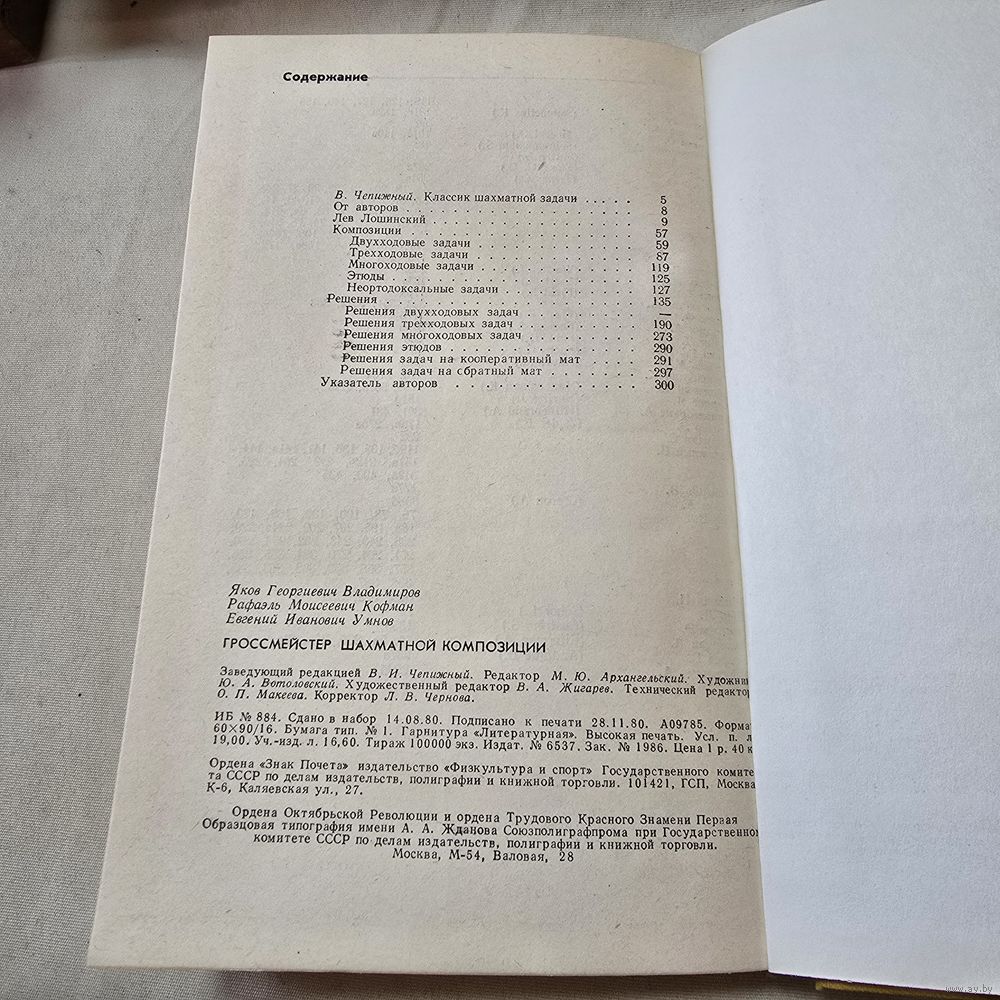 Содержание
В. Чепижный. Классик шахматной задачи . . . . . 5
От авторов . . . . . . . . . . . . . . . . . . . . 8
Лев Лошинский . . . . . . . . . . . . . . . . . . 9
Композиции . . . . . . . . . . . . . . . . . . . 57
Двухходовые задачи . . . . . . . . . . . . . . 59
Трехходовые задачи . . . . . . . . . . . . . . 87
Многоходовые задачи . . . . . . . . . . . . . 119
Этюды . . . . . . . . . . . . . . . . . . . . . 125
Неортодоксальные задачи . . . . . . . . . . . 127
Решения . . . . . . . . . . . . . . . . . . . . 135
Решения двухходовых задач . . . . . . . . . . —
Решения трехходовых задач . . . . . . . . . . 190
Решения многоходовых задач . . . . . . . . . 273
Решения этюдов . . . . . . . . . . . . . . . . 290
Решения задач на кооперативный мат . . . . . 291
Решения задач на обратный мат . . . . . . . . 297
Указатель авторов . . . . . . . . . . . . . . . 300
Яков Георгиевич Владимиров
Рафаэль Моисеевич Кофман
Евгений Иванович Умнов
ГРОССМЕЙСТЕР ШАХМАТНОЙ КОМПОЗИЦИИ
Заведующий редакцией В. И. Чепижный. Редактор М. Ю. Архангельский. Художник
Ю. А. Вотоловский. Художественный редактор В. А. Жигарев. Технический редактор
О. П. Макеева. Корректор Л. В. Чернова.
ИБ № 884. Сдано в набор 14.08.80. Подписано к печати 28.11.80. А09785. Формат
60×90/16. Бумага тип. № 1. Гарнитура «Литературная». Высокая печать. Усл. п. л.
19,00. Уч.-изд. л. 16,60. Тираж 100000 экз. Издат. № 6537. Зак. № 1986. Цена 1 р. 40 к
Ордена «Знак Почета» издательство «Физкультура и спорт» Государственного комите-
та СССР по делам издательств, полиграфии и книжной торговли. 101421, ГСП, Москва
К-6, Каляевская ул., 27.
Ордена Октябрьской Революции и ордена Трудового Красного Знамени Первая
Образцовая типография имени А. А. Жданова Союзполиграфпрома при Государственном
комитете СССР по делам издательств, полиграфии и книжной торговли.
Москва, М-54, Валовая, 28
www.ay.by